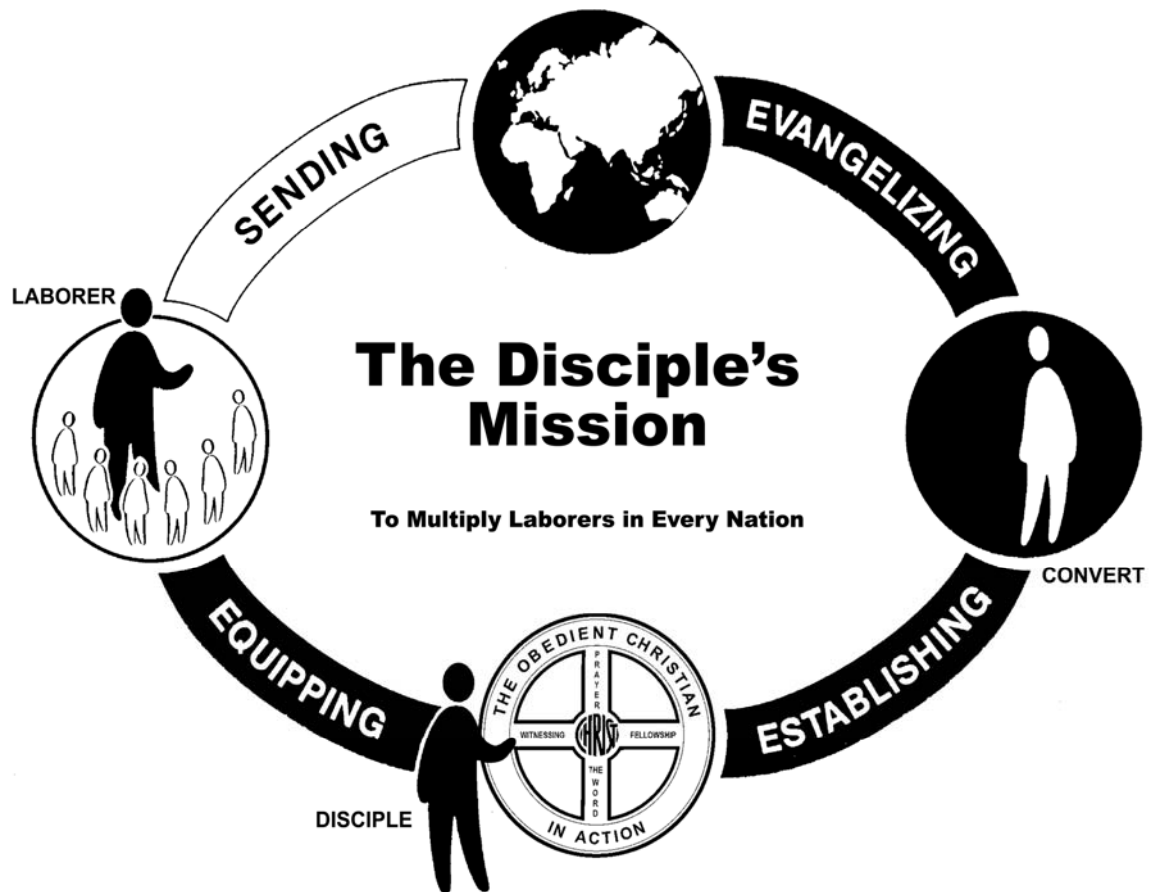 SENDING
EVANGELIZING
LABORER
The Disciple's
Mission
To Multiply Laborers in Every Nation
CONVERT
EQUIPPING
ESTABLISHING
THE OBEDIENT CHRISTIAN
PRAYER
WITNESSING
CHRIST
FELLOWSHIP
THE
WORD
IN ACTION
DISCIPLE